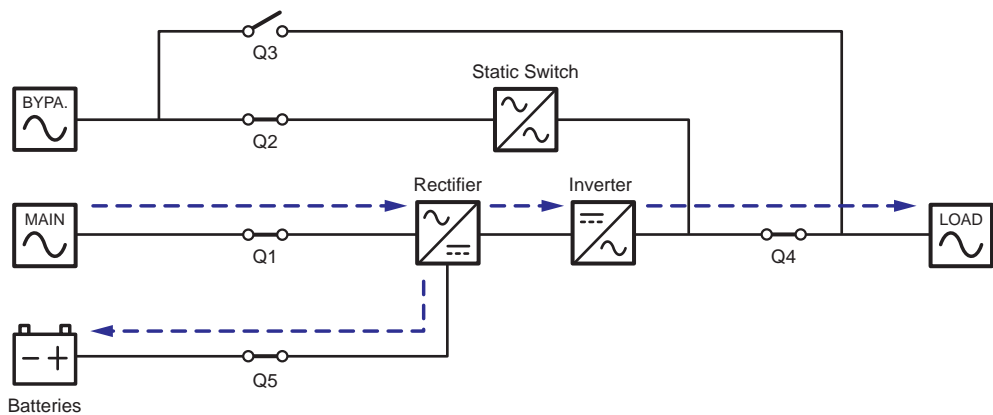 Q3
Static Switch
BYPA.
Q2
Rectifier
Inverter
MAIN
LOAD
Q1
Q4
Q5
Batteries